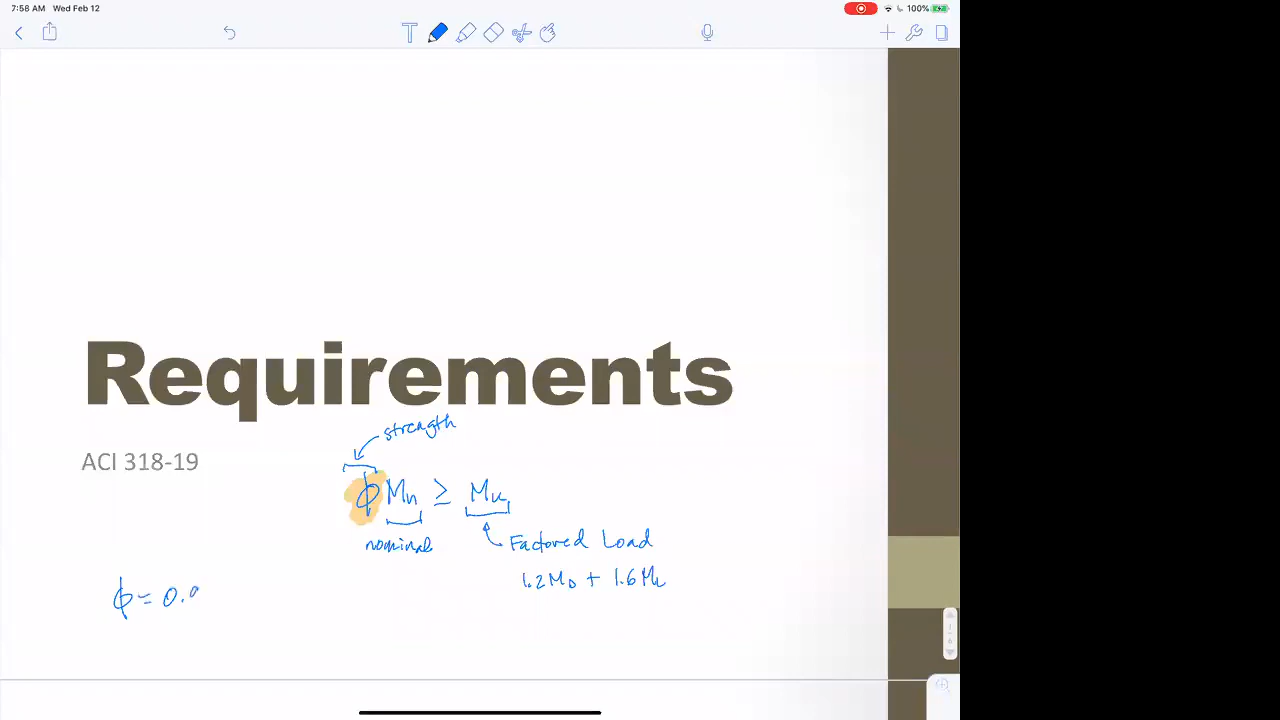 7:58 AM Wed Feb 12
100%
Requirements
ACI 318-19
strength
ϕMn ≥ Mu
nominal
Factored Load
1.2MD + 1.6ML
ϕ = 0.